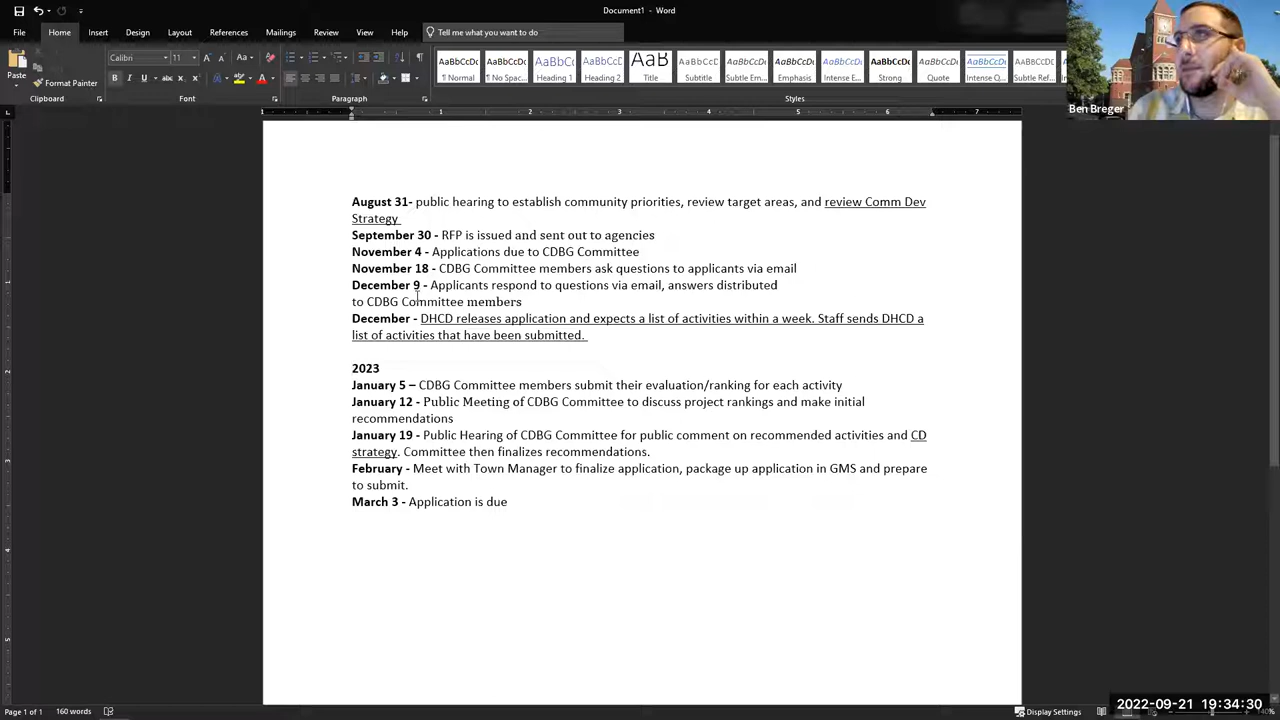 Document1 - Word
File Home Insert Design Layout References Mailings Review View Help Tell me what you want to do
Paste
Format Painter
Calibri 11
AaBbCcDc AaBbCcDc AaBbCc AaBbCcC AaB AaBbCcC AaBbCcDc AaBbCcDc AaBbCcDc AaBbCcDc AaBbCcDc AaBbCcDc
¶ Normal ¶ No Spac... Heading 1 Heading 2 Title Subtitle Subtle Em... Emphasis Intense E... Strong Quote Intense Q... Subtle Ref...
Clipboard Font Paragraph Styles
Ben Breger
August 31- public hearing to establish community priorities, review target areas, and review Comm Dev
Strategy
September 30 - RFP is issued and sent out to agencies
November 4 - Applications due to CDBG Committee
November 18 - CDBG Committee members ask questions to applicants via email
December 9 - Applicants respond to questions via email, answers distributed
to CDBG Committee members
December - DHCD releases application and expects a list of activities within a week. Staff sends DHCD a
list of activities that have been submitted.
2023
January 5 – CDBG Committee members submit their evaluation/ranking for each activity
January 12 - Public Meeting of CDBG Committee to discuss project rankings and make initial
recommendations
January 19 - Public Hearing of CDBG Committee for public comment on recommended activities and CD
strategy. Committee then finalizes recommendations.
February - Meet with Town Manager to finalize application, package up application in GMS and prepare
to submit.
March 3 - Application is due
Page 1 of 1 160 words
Display Settings
2022-09-21 19:34:30